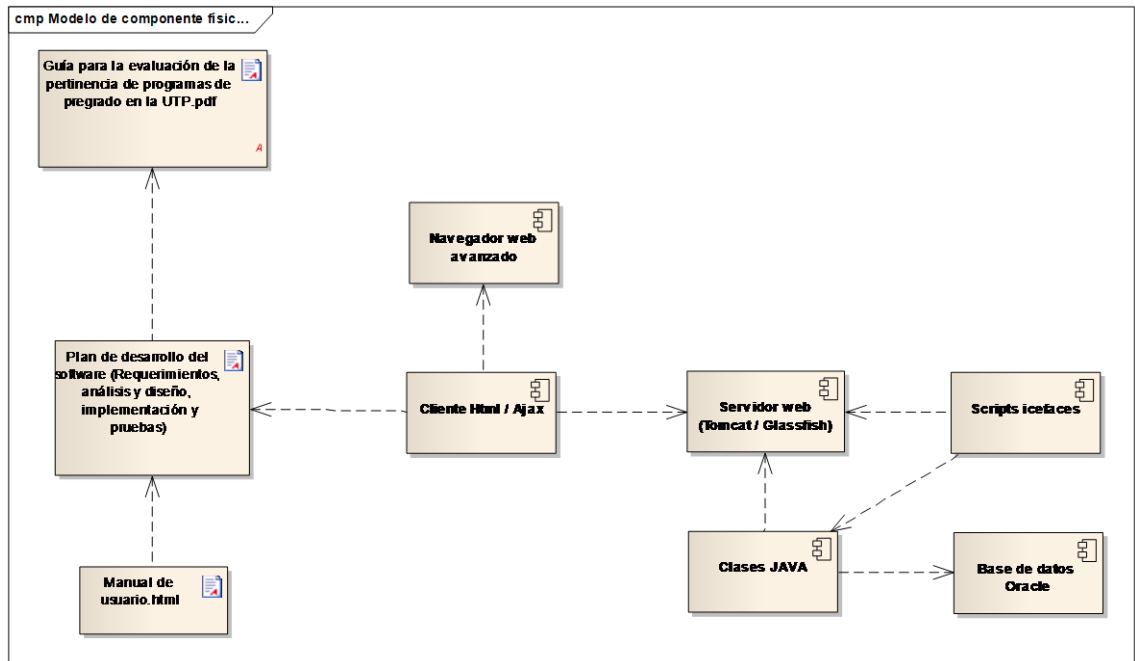 cmp Modelo de componente físic...
Guía para la evaluación de la
pertinencia de programas de
pregrado en la UTP.pdf
A
Navegador web
avanzado
Plan de desarrollo del
software (Requerimientos,
análisis y diseño,
implementación y
pruebas)
Cliente Html / Ajax
Servidor web
(Tomcat / Glassfish)
Scripts icefaces
Clases JAVA
Base de datos
Oracle
Manual de
usuario.html